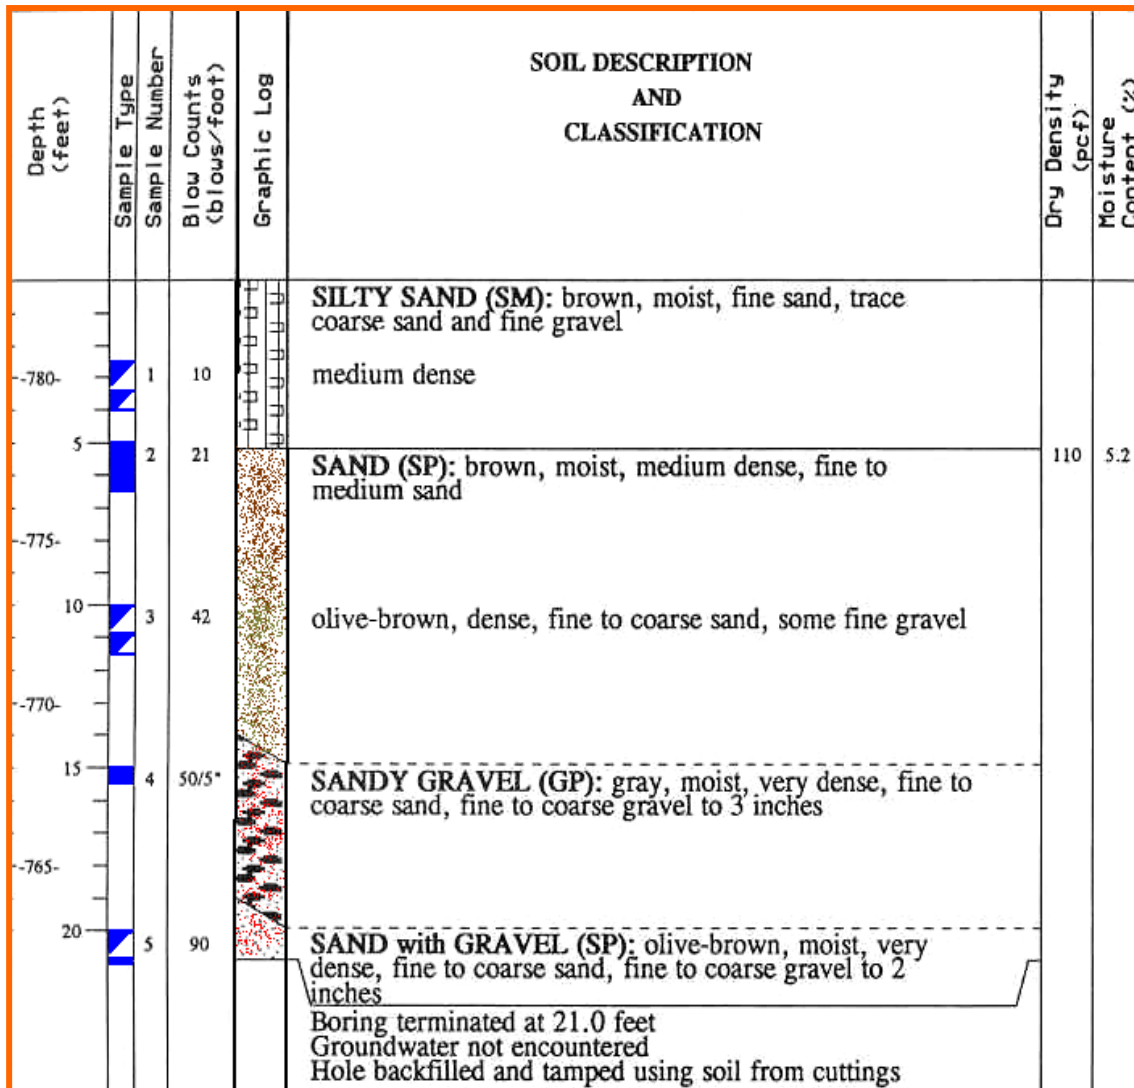 Depth
(feet)
Sample Type
Sample Number
Blow Counts
(blows/foot)
Graphic Log
SOIL DESCRIPTION
AND
CLASSIFICATION
Dry Density
(pcf)
Moisture
Content (%)
SILTY SAND (SM): brown, moist, fine sand, trace
coarse sand and fine gravel
-780- 1 10 medium dense
5 2 21 SAND (SP): brown, moist, medium dense, fine to 110 5.2
medium sand
-775-
10 3 42 olive-brown, dense, fine to coarse sand, some fine gravel
-770-
15 4 50/5" SANDY GRAVEL (GP): gray, moist, very dense, fine to
coarse sand, fine to coarse gravel to 3 inches
-765-
20 5 90 SAND with GRAVEL (SP): olive-brown, moist, very
dense, fine to coarse sand, fine to coarse gravel to 2
inches
Boring terminated at 21.0 feet
Groundwater not encountered
Hole backfilled and tamped using soil from cuttings